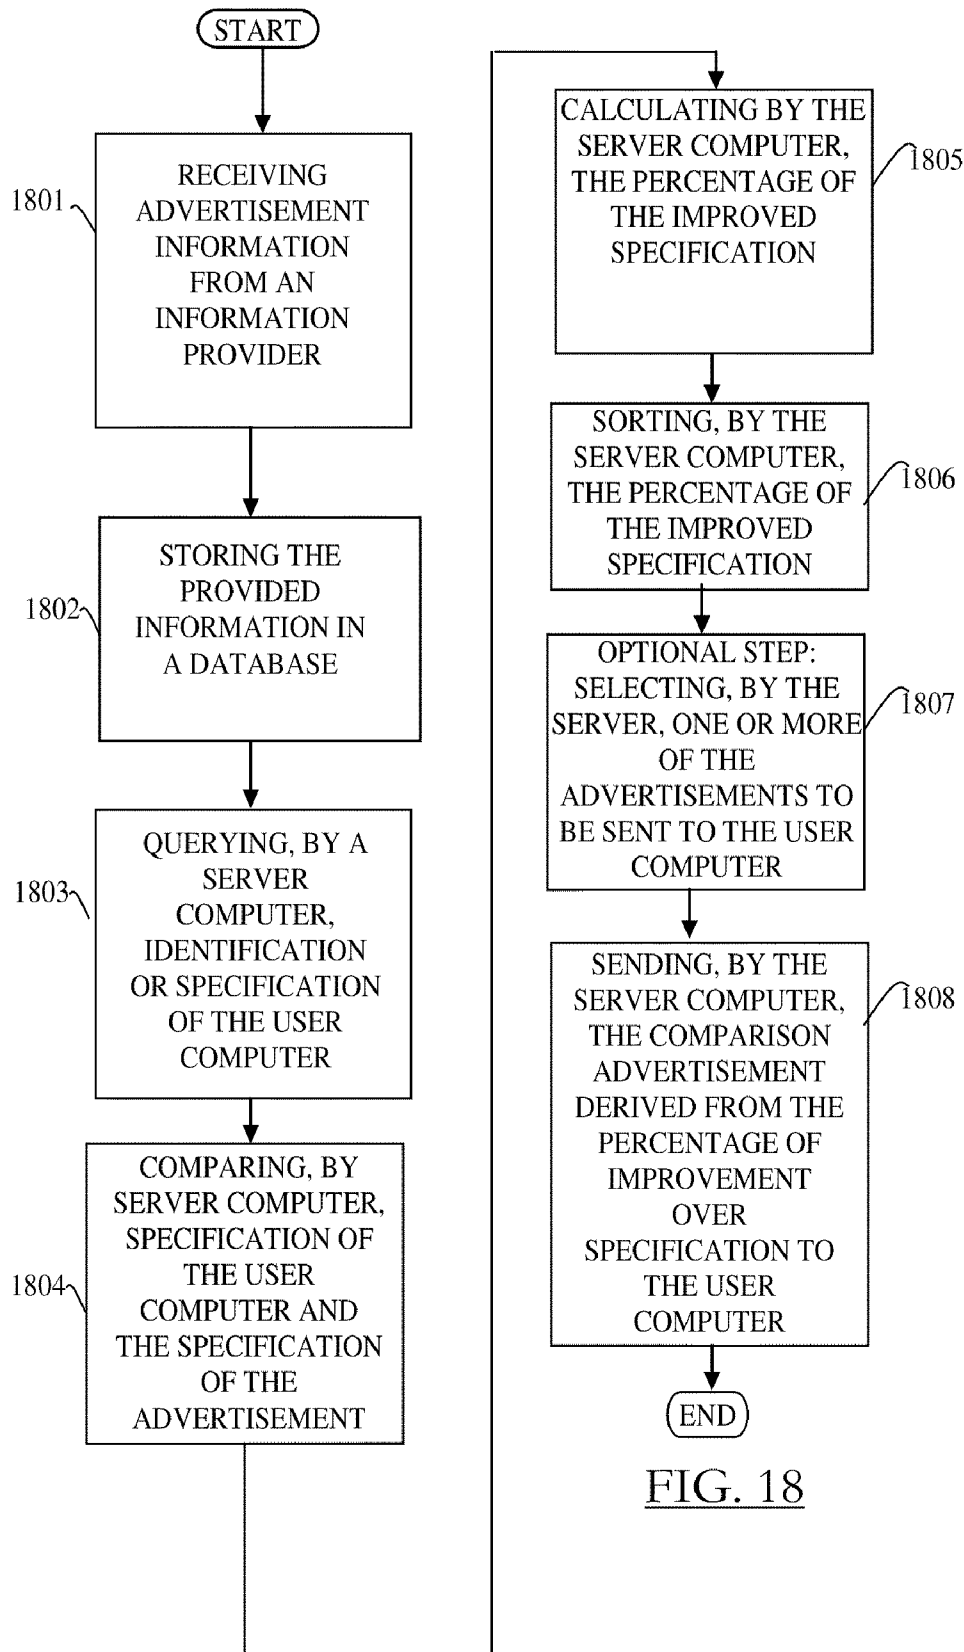 START
1801
RECEIVING
ADVERTISEMENT
INFORMATION
FROM AN
INFORMATION
PROVIDER
1802
STORING THE
PROVIDED
INFORMATION IN
A DATABASE
1803
QUERYING, BY A
SERVER
COMPUTER,
IDENTIFICATION
OR SPECIFICATION
OF THE USER
COMPUTER
1804
COMPARING, BY
SERVER COMPUTER,
SPECIFICATION OF
THE USER
COMPUTER AND
THE SPECIFICATION
OF THE
ADVERTISEMENT
CALCULATING BY THE
SERVER COMPUTER,
THE PERCENTAGE OF
THE IMPROVED
SPECIFICATION
1805
SORTING, BY THE
SERVER COMPUTER,
THE PERCENTAGE OF
THE IMPROVED
SPECIFICATION
1806
OPTIONAL STEP:
SELECTING, BY THE
SERVER, ONE OR MORE
OF THE
ADVERTISEMENTS TO
BE SENT TO THE USER
COMPUTER
1807
SENDING, BY THE
SERVER COMPUTER,
THE COMPARISON
ADVERTISEMENT
DERIVED FROM THE
PERCENTAGE OF
IMPROVEMENT
OVER
SPECIFICATION TO
THE USER
COMPUTER
1808
END
FIG. 18